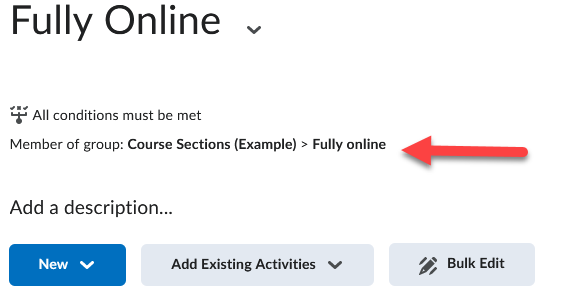 Fully Online
All conditions must be met
Member of group: Course Sections (Example) > Fully online
Add a description...
New
Add Existing Activities
Bulk Edit